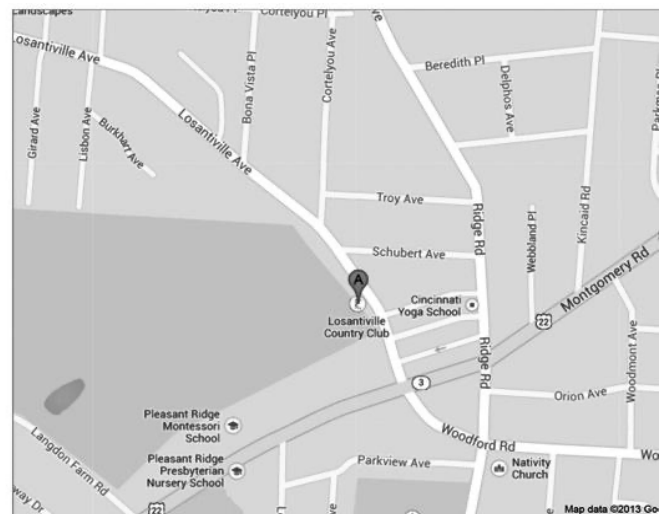 Landscapes
Cortelyou Pl
Ave
Losantiville Ave
Girard Ave
Lisbon Ave
Burkhart Ave
Bona Vista Pl
Cortelyou Ave
Losantiville Ave
Beredith Pl
Delphos Ave
Kincaid Rd
Troy Ave
Ridge Rd
Webbland Pl
Schubert Ave
Montgomery Rd
A
Losantiville
Country Club
Cincinnati
Yoga School
22
3
Ridge Rd
Woodmont Ave
Orion Ave
Pleasant Ridge
Montessori
School
Woodford Rd
Langdon Farm Rd
Pleasant Ridge
Presbyterian
Nursery School
Parkview Ave
Nativity
Church
22
Map data ©2013 Goo